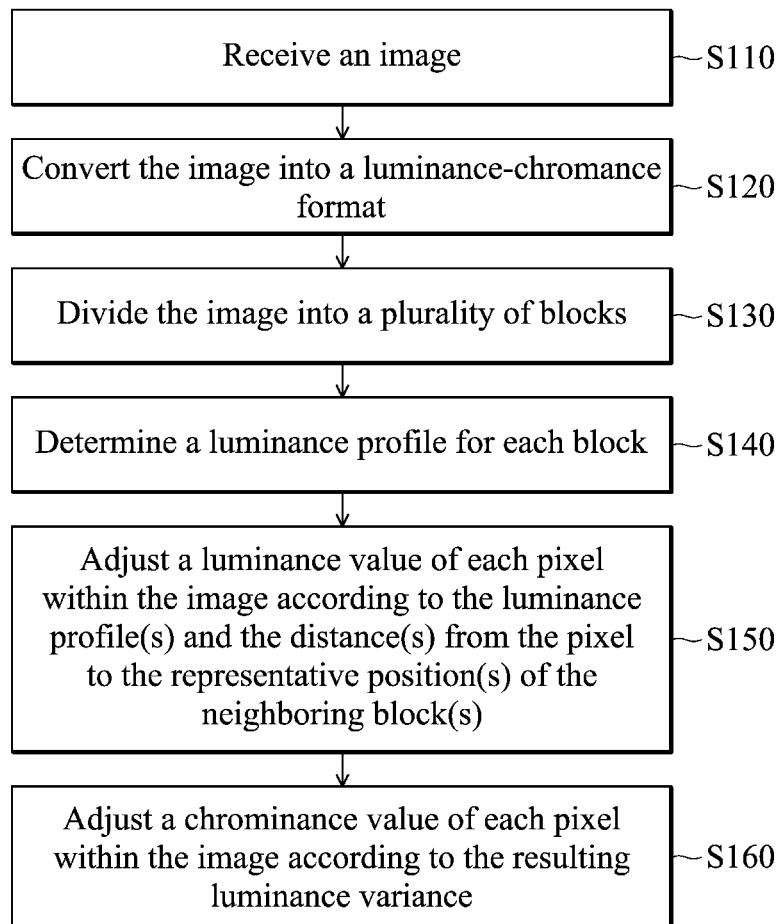 Receive an image
S110
Convert the image into a luminance-chromance
format
S120
Divide the image into a plurality of blocks
S130
Determine a luminance profile for each block
S140
Adjust a luminance value of each pixel
within the image according to the luminance
profile(s) and the distance(s) from the pixel
to the representative position(s) of the
neighboring block(s)
S150
Adjust a chrominance value of each pixel
within the image according to the resulting
luminance variance
S160